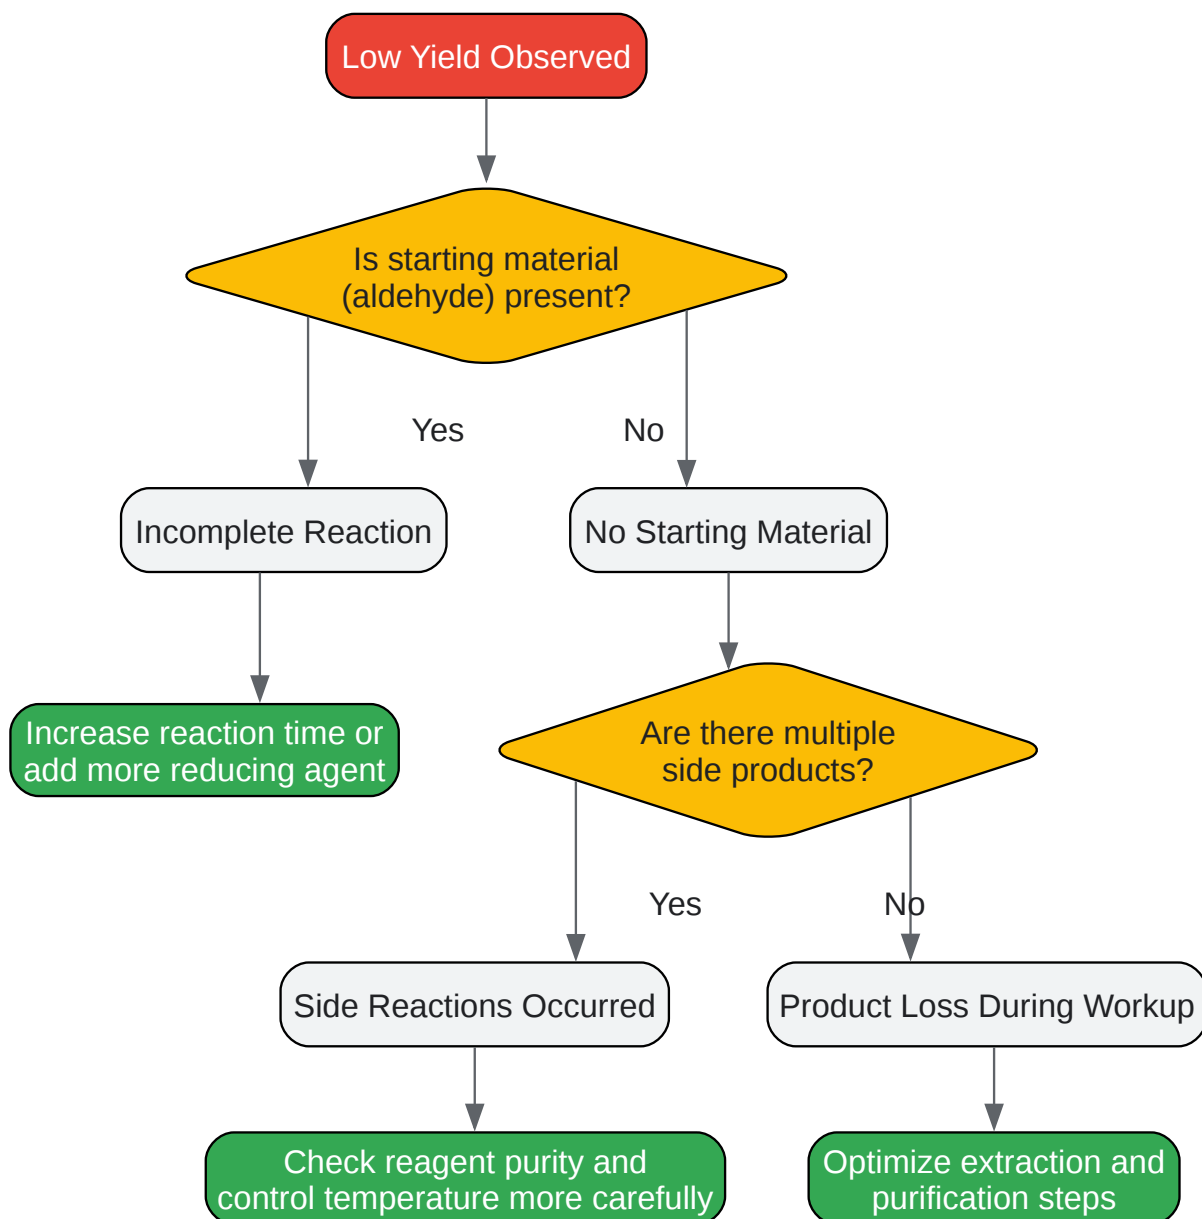 Low Yield Observed
Is starting material
(aldehyde) present?
Yes
No
Incomplete Reaction
No Starting Material
Increase reaction time or
add more reducing agent
Are there multiple
side products?
Yes
No
Side Reactions Occurred
Product Loss During Workup
Check reagent purity and
control temperature more carefully
Optimize extraction and
purification steps